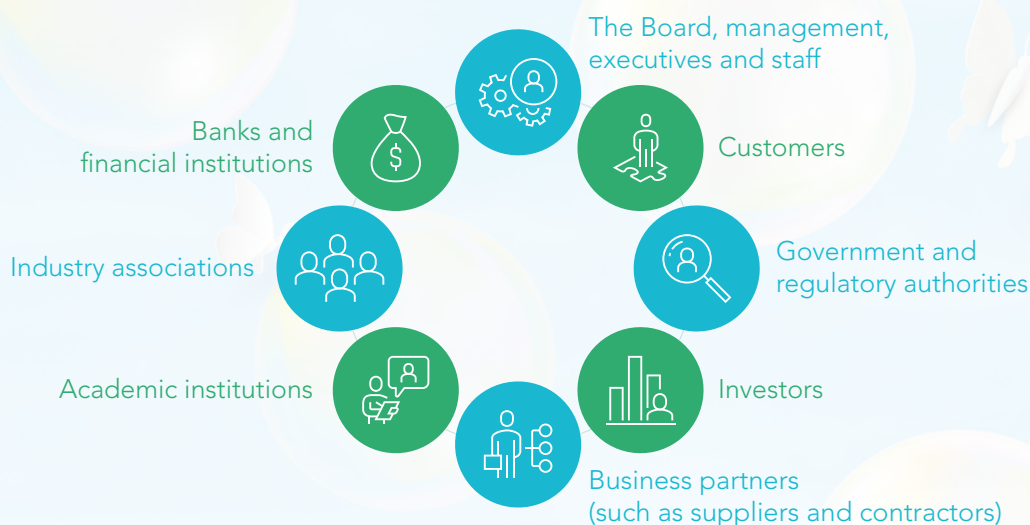 The Board, management,
executives and staff
Banks and
financial institutions
$
Customers
Industry associations
Government and
regulatory authorities
Academic institutions
Investors
Business partners
(such as suppliers and contractors)